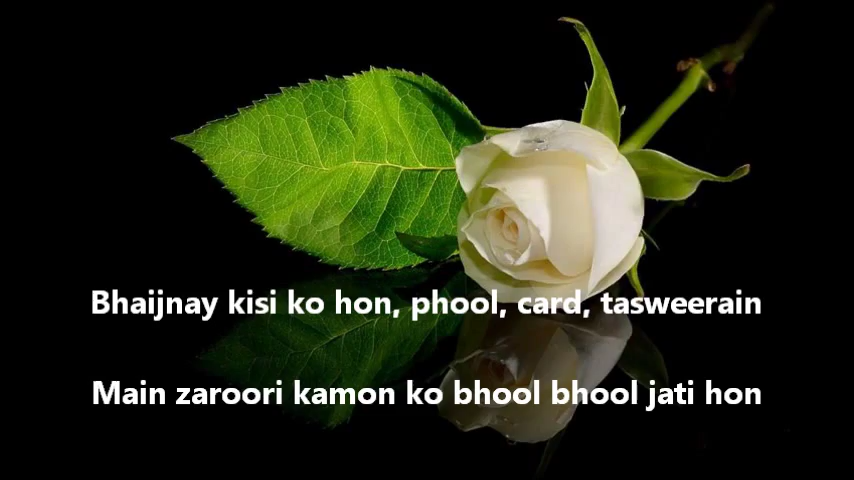 Bhaijnay kisi ko hon, phool, card, tasweerain
Main zaroori kamon ko bhool bhool jati hon